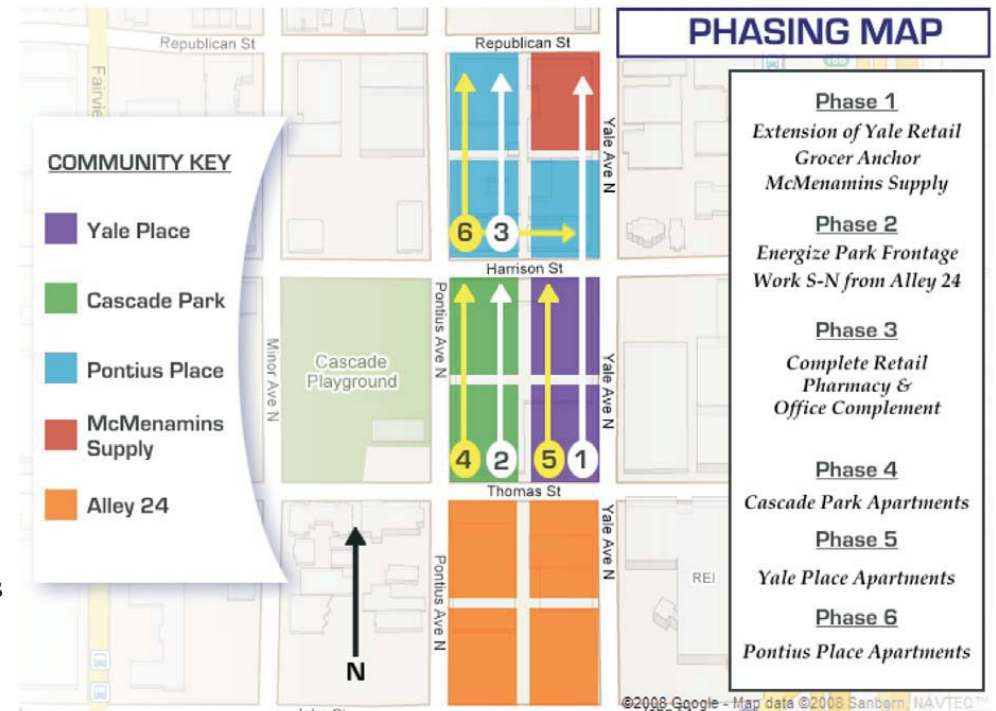 PHASING MAP
Republican St
Republican St
Fairvie
COMMUNITY KEY
Yale Place
Cascade Park
Pontius Place
McMenamins
Supply
Alley 24
Yale Ave N
6
3
Harrison St
Minor Ave N
Cascade
Playground
Pontius Ave N
Yale Ave N
4
2
5
1
Thomas St
Pontius Ave N
Yale Ave N
REI
N
s
Phase 1
Extension of Yale Retail
Grocer Anchor
McMenamins Supply
Phase 2
Energize Park Frontage
Work S-N from Alley 24
Phase 3
Complete Retail
Pharmacy &
Office Complement
Phase 4
Cascade Park Apartments
Phase 5
Yale Place Apartments
Phase 6
Pontius Place Apartments
©2008 Google - Map data ©2008 Sanborn, NAVTEQ™